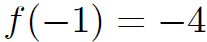 f(−1) = −4